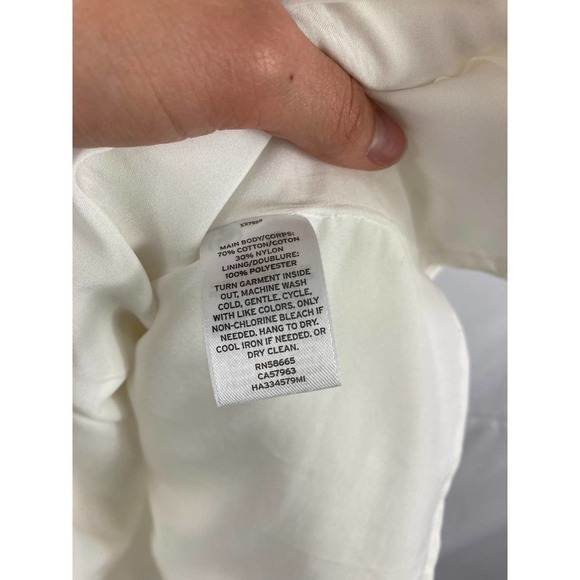 MAIN BODY/CORPS:
70% COTTON/COTON
30% NYLON
LINING/DOUBLURE:
100% POLYESTER
TURN GARMENT INSIDE
OUT, MACHINE WASH
COLD, GENTLE, CYCLE,
WITH LIKE COLORS. ONLY
NON-CHLORINE BLEACH IF
NEEDED. HANG TO DRY.
COOL IRON IF NEEDED. OR
DRY CLEAN.
RN58665
CA57963
HA334579MI